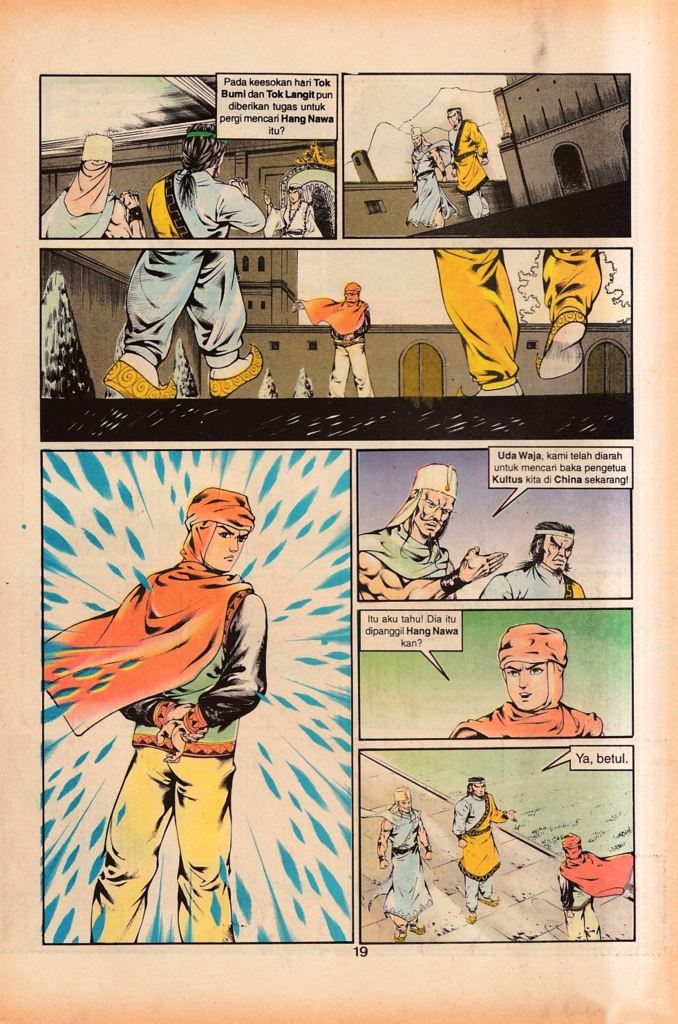 Pada keesokan hari Tok
Bumi dan Tok Langit pun
diberikan tugas untuk
pergi mencari Hang Nawa
itu?
Uda Waja, kami telah diarah
untuk mencari baka pengetua
Kultus kita di China sekarang!
Itu aku tahu! Dia itu
dipanggil Hang Nawa
kan?
Ya, betul.
19